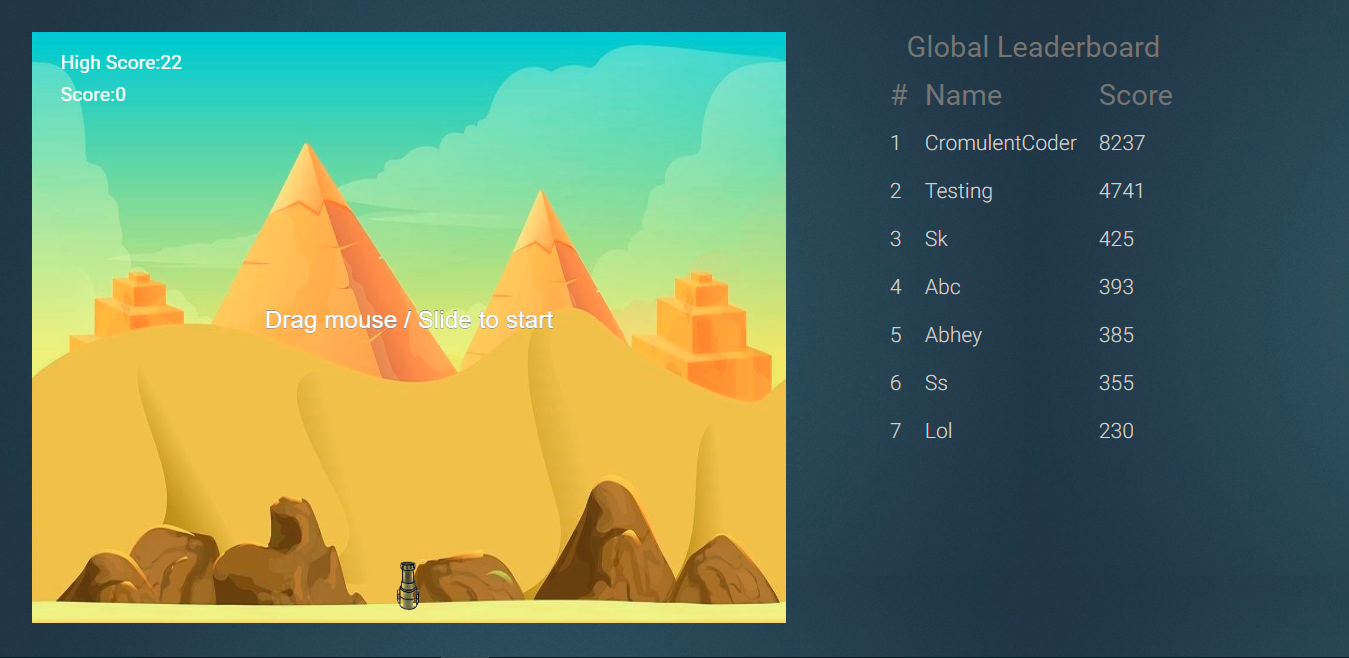 High Score:22
Score:0
Drag mouse / Slide to start
Global Leaderboard
# Name Score
1 CromulentCoder 8237
2 Testing 4741
3 Sk 425
4 Abc 393
5 Abhey 385
6 Ss 355
7 Lol 230